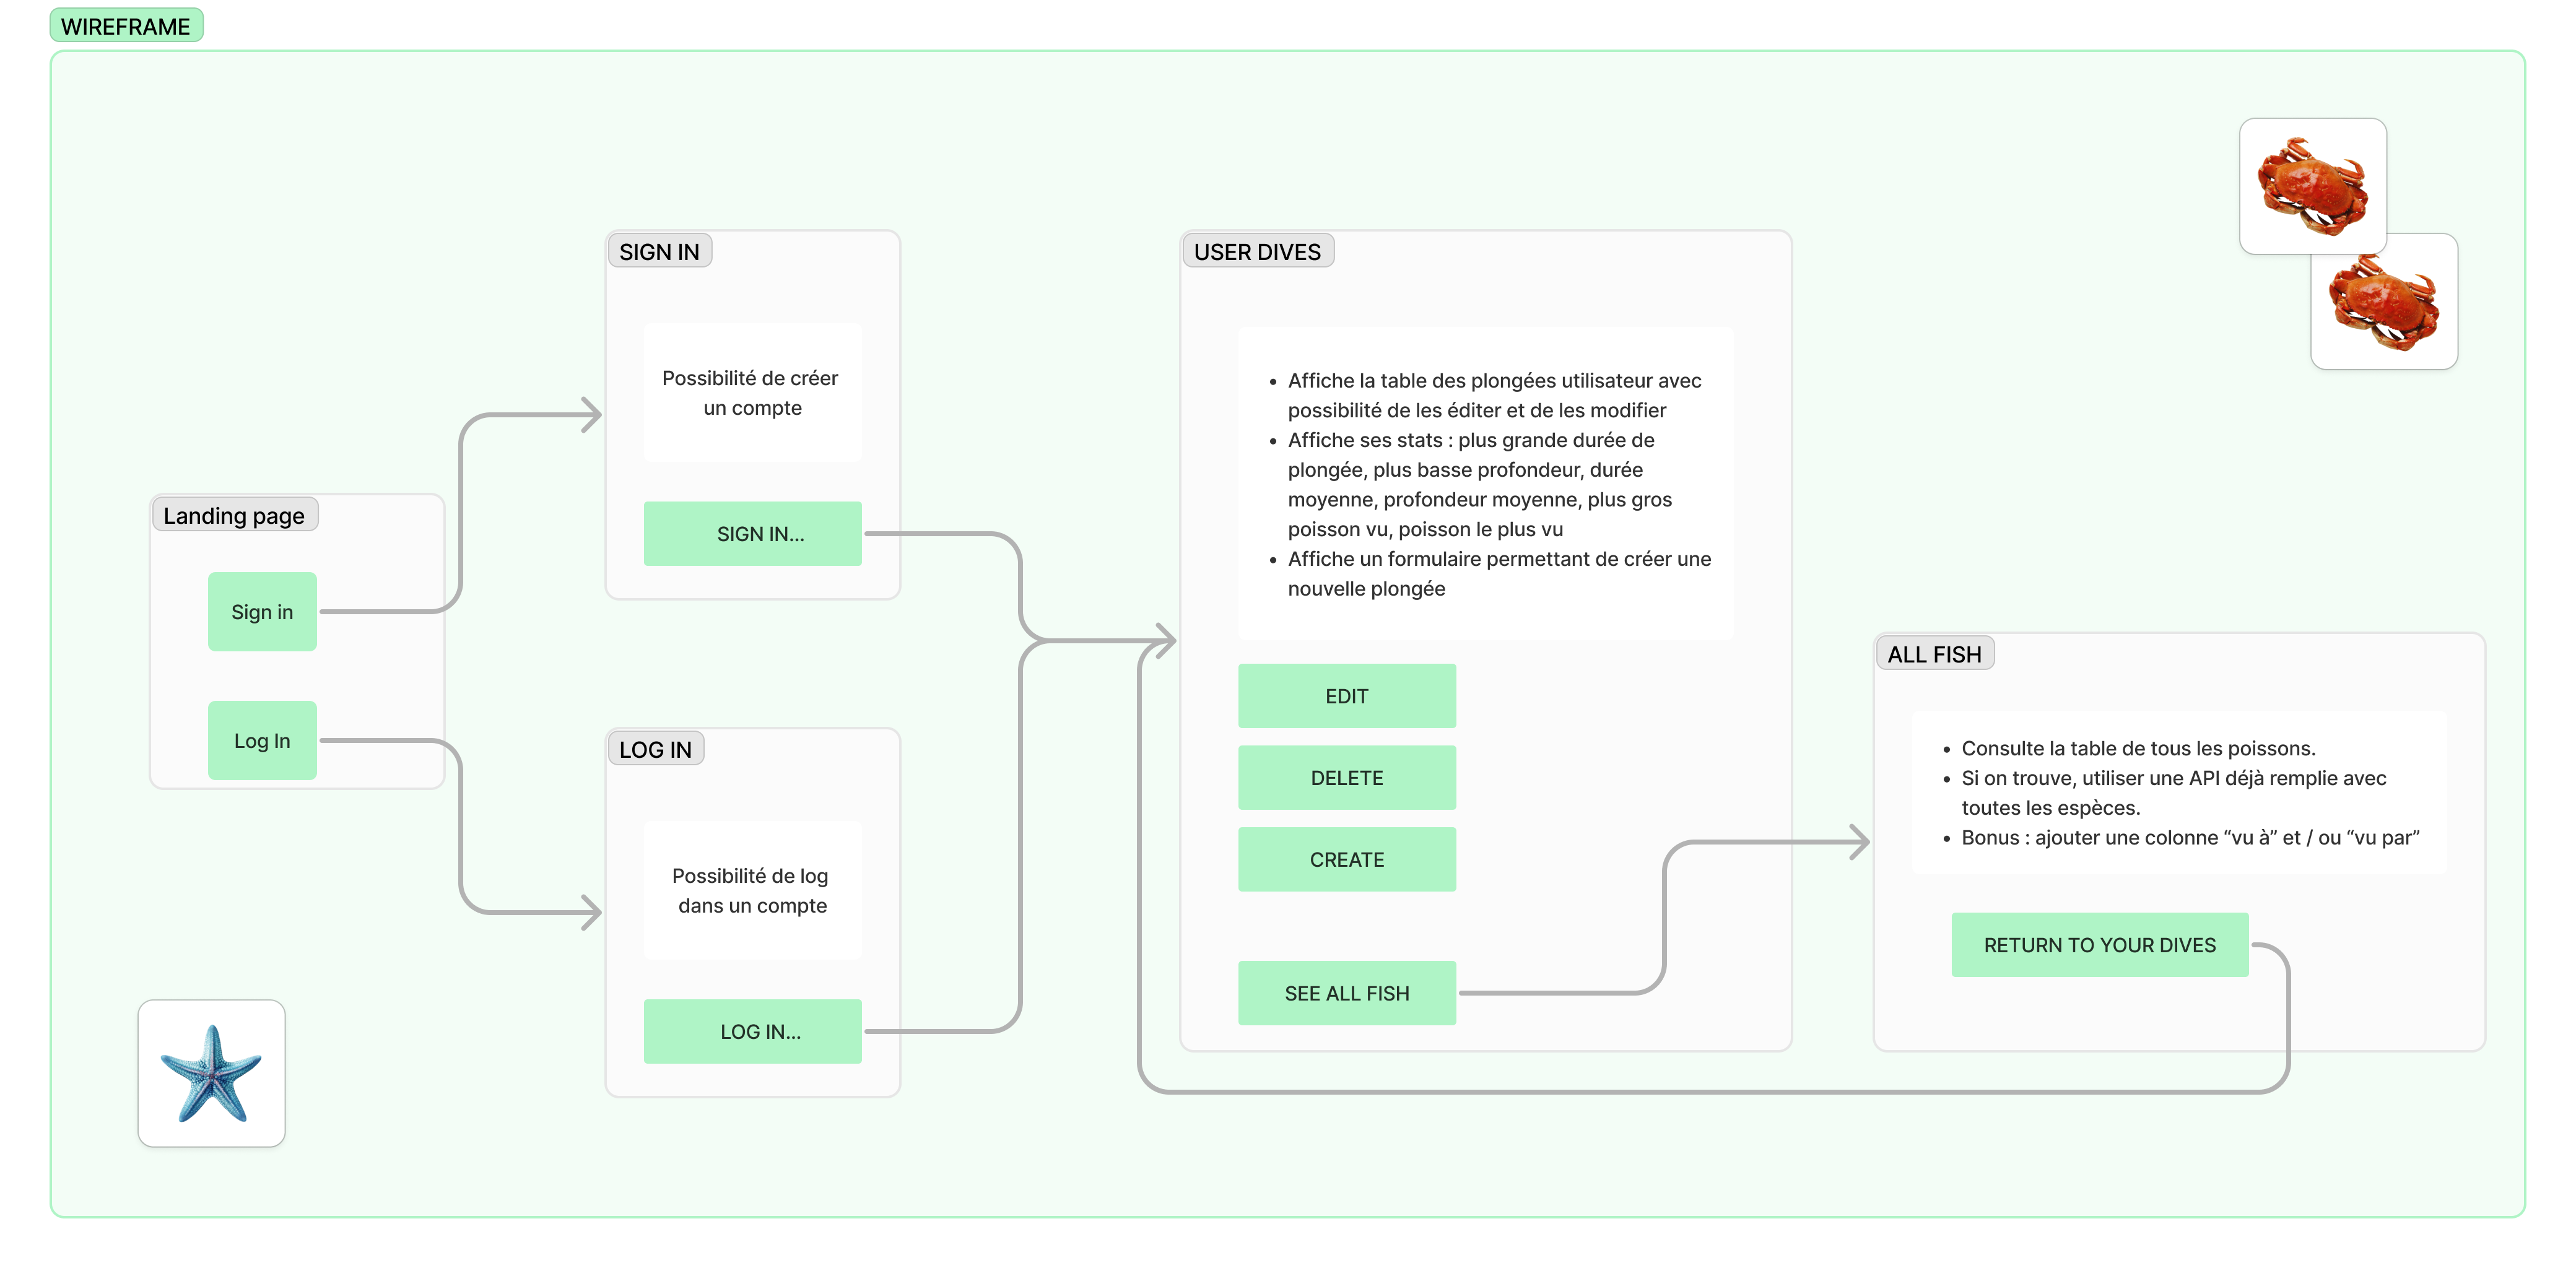 WIREFRAME
Landing page
Sign in
Log In
SIGN IN
Possibilité de créer
un compte
SIGN IN...
LOG IN
Possibilité de log
dans un compte
LOG IN...
USER DIVES
• Affiche la table des plongées utilisateur avec
possibilité de les éditer et de les modifier
• Affiche ses stats : plus grande durée de
plongée, plus basse profondeur, durée
moyenne, profondeur moyenne, plus gros
poisson vu, poisson le plus vu
• Affiche un formulaire permettant de créer une
nouvelle plongée
EDIT
DELETE
CREATE
SEE ALL FISH
ALL FISH
• Consulte la table de tous les poissons.
• Si on trouve, utiliser une API déjà remplie avec
toutes les espèces.
• Bonus : ajouter une colonne “vu à” et / ou “vu par”
RETURN TO YOUR DIVES